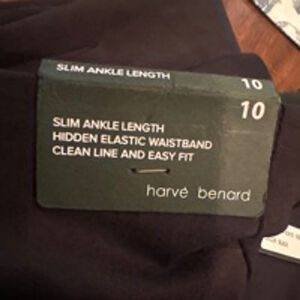 SLIM ANKLE LENGTH 10
10
SLIM ANKLE LENGTH
HIDDEN ELASTIC WAISTBAND
CLEAN LINE AND EASY FIT
harvé benard